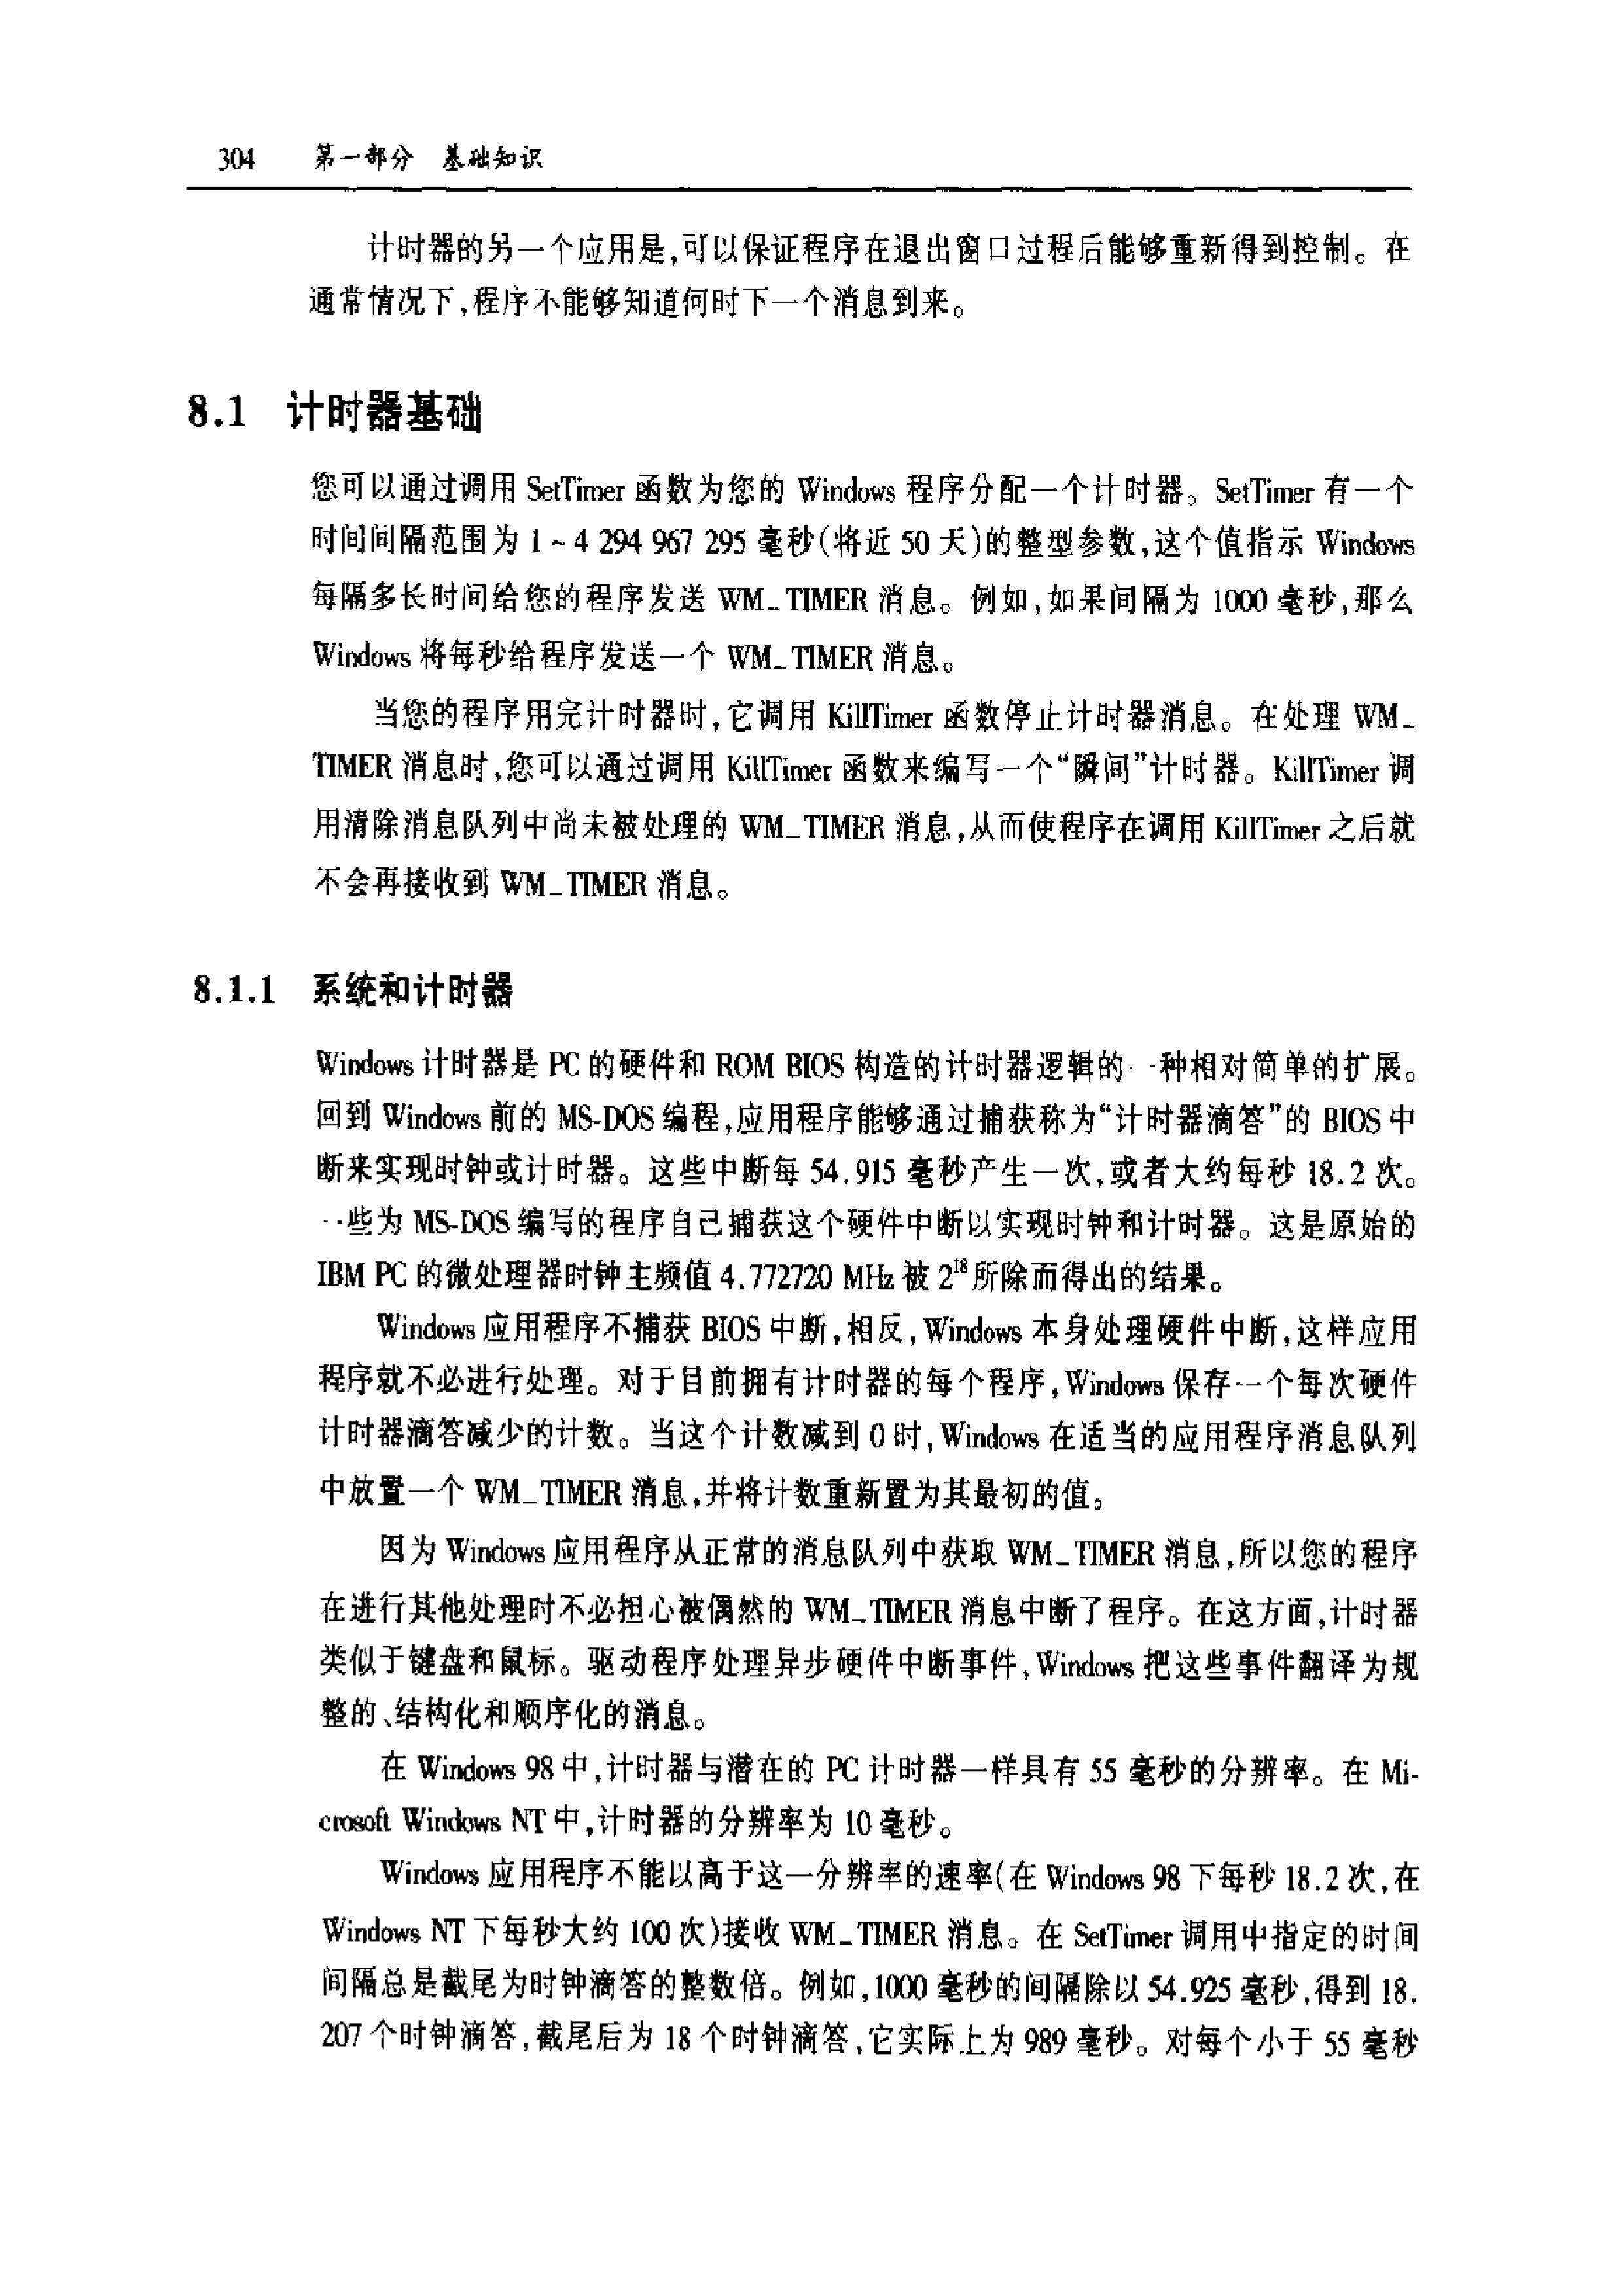 304 第一部分 基础知识
计时器的另一个应用是,可以保证程序在退出窗口过程后能够重新得到控制。在
通常情况下,程序不能够知道何时下一个消息到来。
8.1 计时器基础
您可以通过调用 SetTimer 函数为您的 Windows 程序分配一个计时器。SetTimer 有一个
时间间隔范围为 1 ~ 4 294 967 295 毫秒(将近 50 天)的整型参数,这个值指示 Windows
每隔多长时间给您的程序发送 WM_TIMER 消息。例如,如果间隔为 1000 毫秒,那么
Windows 将每秒给程序发送一个 WM_TIMER 消息。
当您的程序用完计时器时,它调用 KillTimer 函数停止计时器消息。在处理 WM_
TIMER 消息时,您可以通过调用 KillTimer 函数来编写一个“瞬间”计时器。KillTimer 调
用清除消息队列中尚未被处理的 WM_TIMER 消息,从而使程序在调用 KillTimer 之后就
不会再接收到 WM_TIMER 消息。
8.1.1 系统和计时器
Windows 计时器是 PC 的硬件和 ROM BIOS 构造的计时器逻辑的一种相对简单的扩展。
回到 Windows 前的 MS-DOS 编程,应用程序能够通过捕获称为“计时器滴答”的 BIOS 中
断来实现时钟或计时器。这些中断每 54.915 毫秒产生一次,或者大约每秒 18.2 次。
一些为 MS-DOS 编写的程序自己捕获这个硬件中断以实现时钟和计时器。这是原始的
IBM PC 的微处理器时钟主频值 4.772720 MHz 被 2¹⁸ 所除而得出的结果。
Windows 应用程序不捕获 BIOS 中断,相反,Windows 本身处理硬件中断,这样应用
程序就不必进行处理。对于目前拥有计时器的每个程序,Windows 保存一个每次硬件
计时器滴答减少的计数。当这个计数减到 0 时,Windows 在适当的应用程序消息队列
中放置一个 WM_TIMER 消息,并将计数重新置为其最初的值。
因为 Windows 应用程序从正常的消息队列中获取 WM_TIMER 消息,所以您的程序
在进行其他处理时不必担心被偶然的 WM_TIMER 消息中断了程序。在这方面,计时器
类似于键盘和鼠标。驱动程序处理异步硬件中断事件,Windows 把这些事件翻译为规
整的、结构化和顺序化的消息。
在 Windows 98 中,计时器与潜在的 PC 计时器一样具有 55 毫秒的分辨率。在 Mi-
crosoft Windows NT 中,计时器的分辨率为 10 毫秒。
Windows 应用程序不能以高于这一分辨率的速率(在 Windows 98 下每秒 18.2 次,在
Windows NT 下每秒大约 100 次)接收 WM_TIMER 消息。在 SetTimer 调用中指定的时间
间隔总是截尾为时钟滴答的整数倍。例如,1000 毫秒的间隔除以 54.925 毫秒,得到 18.
207 个时钟滴答,截尾后为 18 个时钟滴答,它实际上为 989 毫秒。对每个小于 55 毫秒